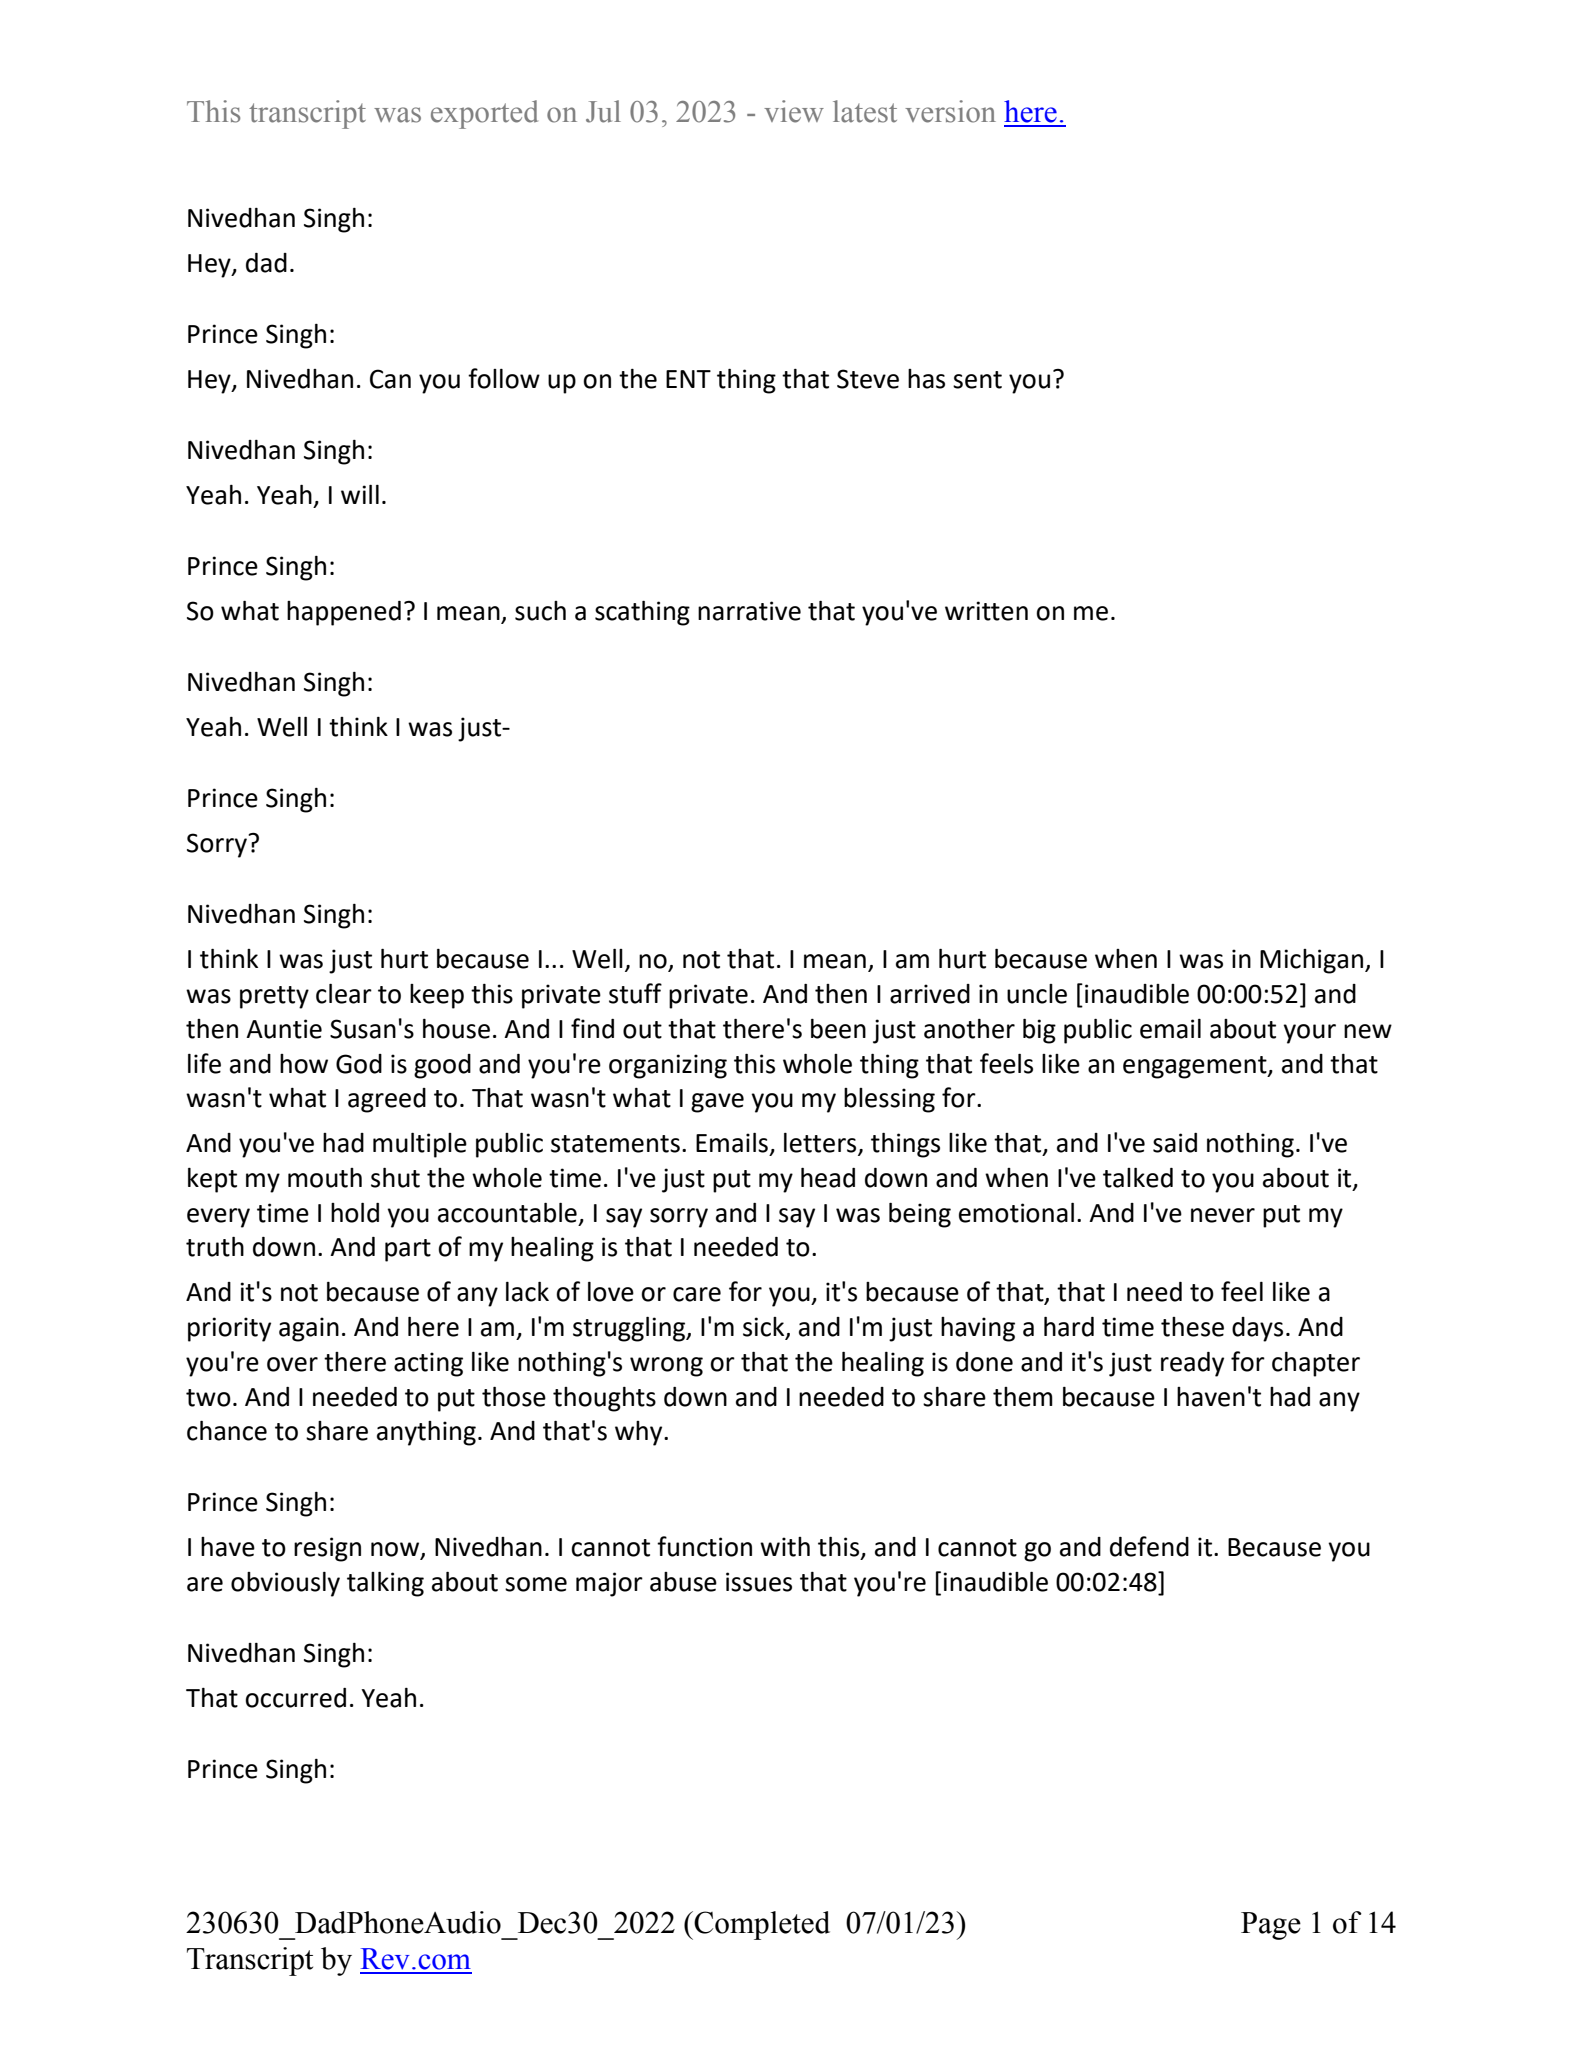 This transcript was exported on Jul 03, 2023 - view latest version here.
Nivedhan Singh:
Hey, dad.
Prince Singh:
Hey, Nivedhan. Can you follow up on the ENT thing that Steve has sent you?
Nivedhan Singh:
Yeah. Yeah, I will.
Prince Singh:
So what happened? I mean, such a scathing narrative that you've written on me.
Nivedhan Singh:
Yeah. Well I think I was just-
Prince Singh:
Sorry?
Nivedhan Singh:
I think I was just hurt because I... Well, no, not that. I mean, I am hurt because when I was in Michigan, I
was pretty clear to keep this private stuff private. And then I arrived in uncle [inaudible 00:00:52] and
then Auntie Susan's house. And I find out that there's been just another big public email about your new
life and how God is good and you're organizing this whole thing that feels like an engagement, and that
wasn't what I agreed to. That wasn't what I gave you my blessing for.
And you've had multiple public statements. Emails, letters, things like that, and I've said nothing. I've
kept my mouth shut the whole time. I've just put my head down and when I've talked to you about it,
every time I hold you accountable, I say sorry and I say I was being emotional. And I've never put my
truth down. And part of my healing is that I needed to.
And it's not because of any lack of love or care for you, it's because of that, that I need to feel like a
priority again. And here I am, I'm struggling, I'm sick, and I'm just having a hard time these days. And
you're over there acting like nothing's wrong or that the healing is done and it's just ready for chapter
two. And I needed to put those thoughts down and I needed to share them because I haven't had any
chance to share anything. And that's why.
Prince Singh:
I have to resign now, Nivedhan. I cannot function with this, and I cannot go and defend it. Because you
are obviously talking about some major abuse issues that you're [inaudible 00:02:48]
Nivedhan Singh:
That occurred. Yeah.
Prince Singh:
230630_DadPhoneAudio_Dec30_2022 (Completed 07/01/23)
Transcript by Rev.com
Page 1 of 14